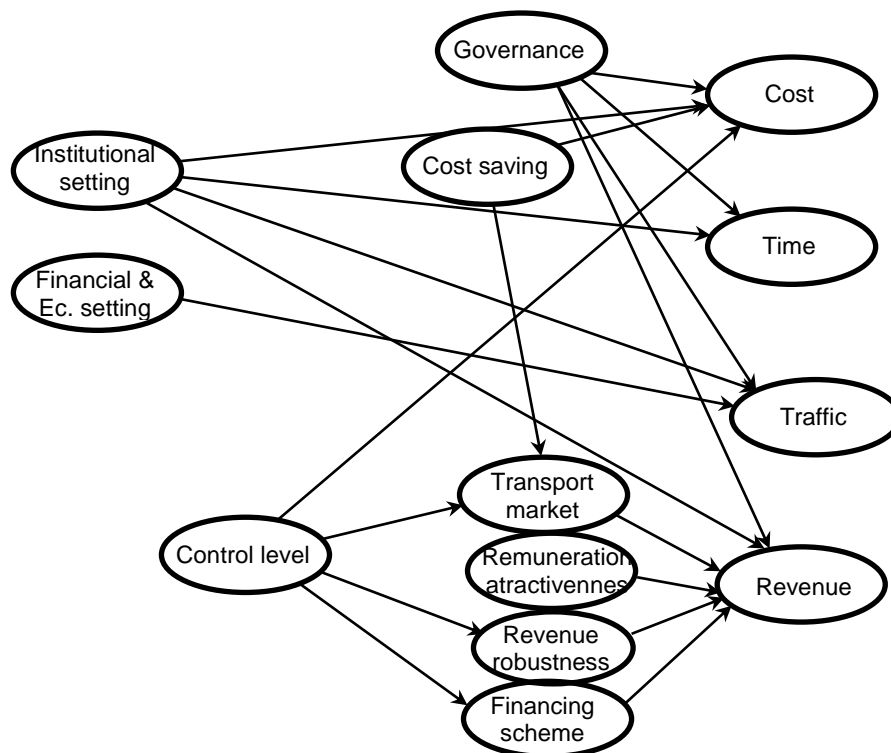 Governance
Cost
Institutional
setting
Cost saving
Time
Financial &
Ec. setting
Traffic
Transport
market
Control level
Remuneration
atractivennes
Revenue
Revenue
robustness
Financing
scheme